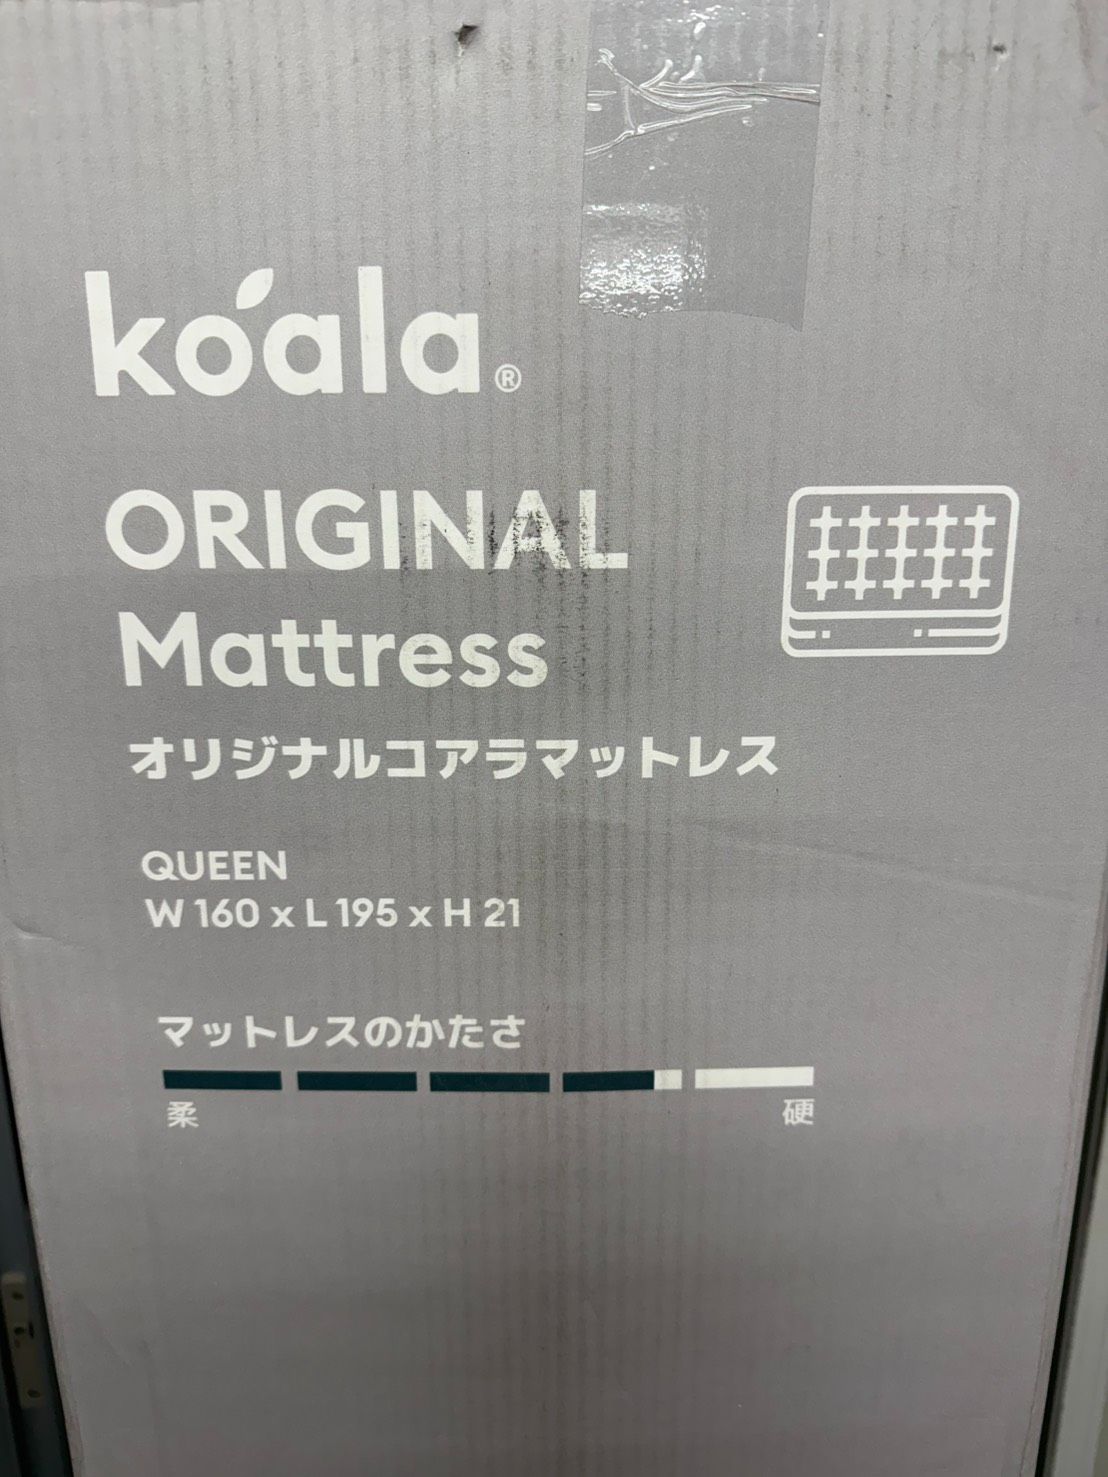 koala®
ORIGINAL
Mattress
オリジナルコアラマットレス
QUEEN
W 160 x L 195 x H 21
マットレスのかたさ
柔 硬